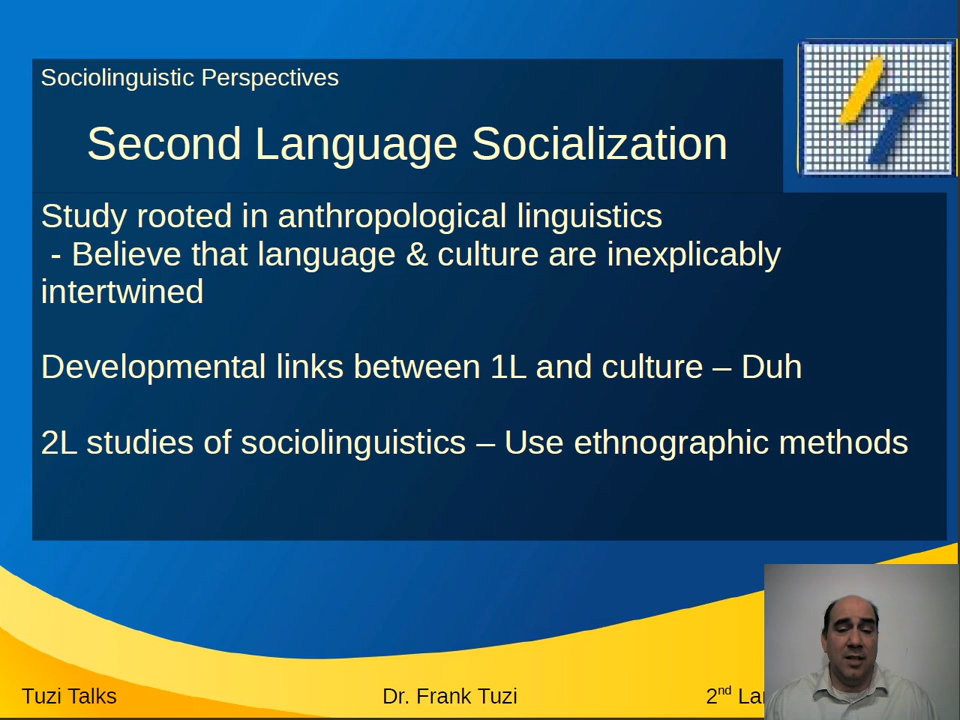 Sociolinguistic Perspectives
Second Language Socialization
Study rooted in anthropological linguistics
- Believe that language & culture are inexplicably
intertwined
Developmental links between 1L and culture – Duh
2L studies of sociolinguistics – Use ethnographic methods
Tuzi Talks
Dr. Frank Tuzi
2nd